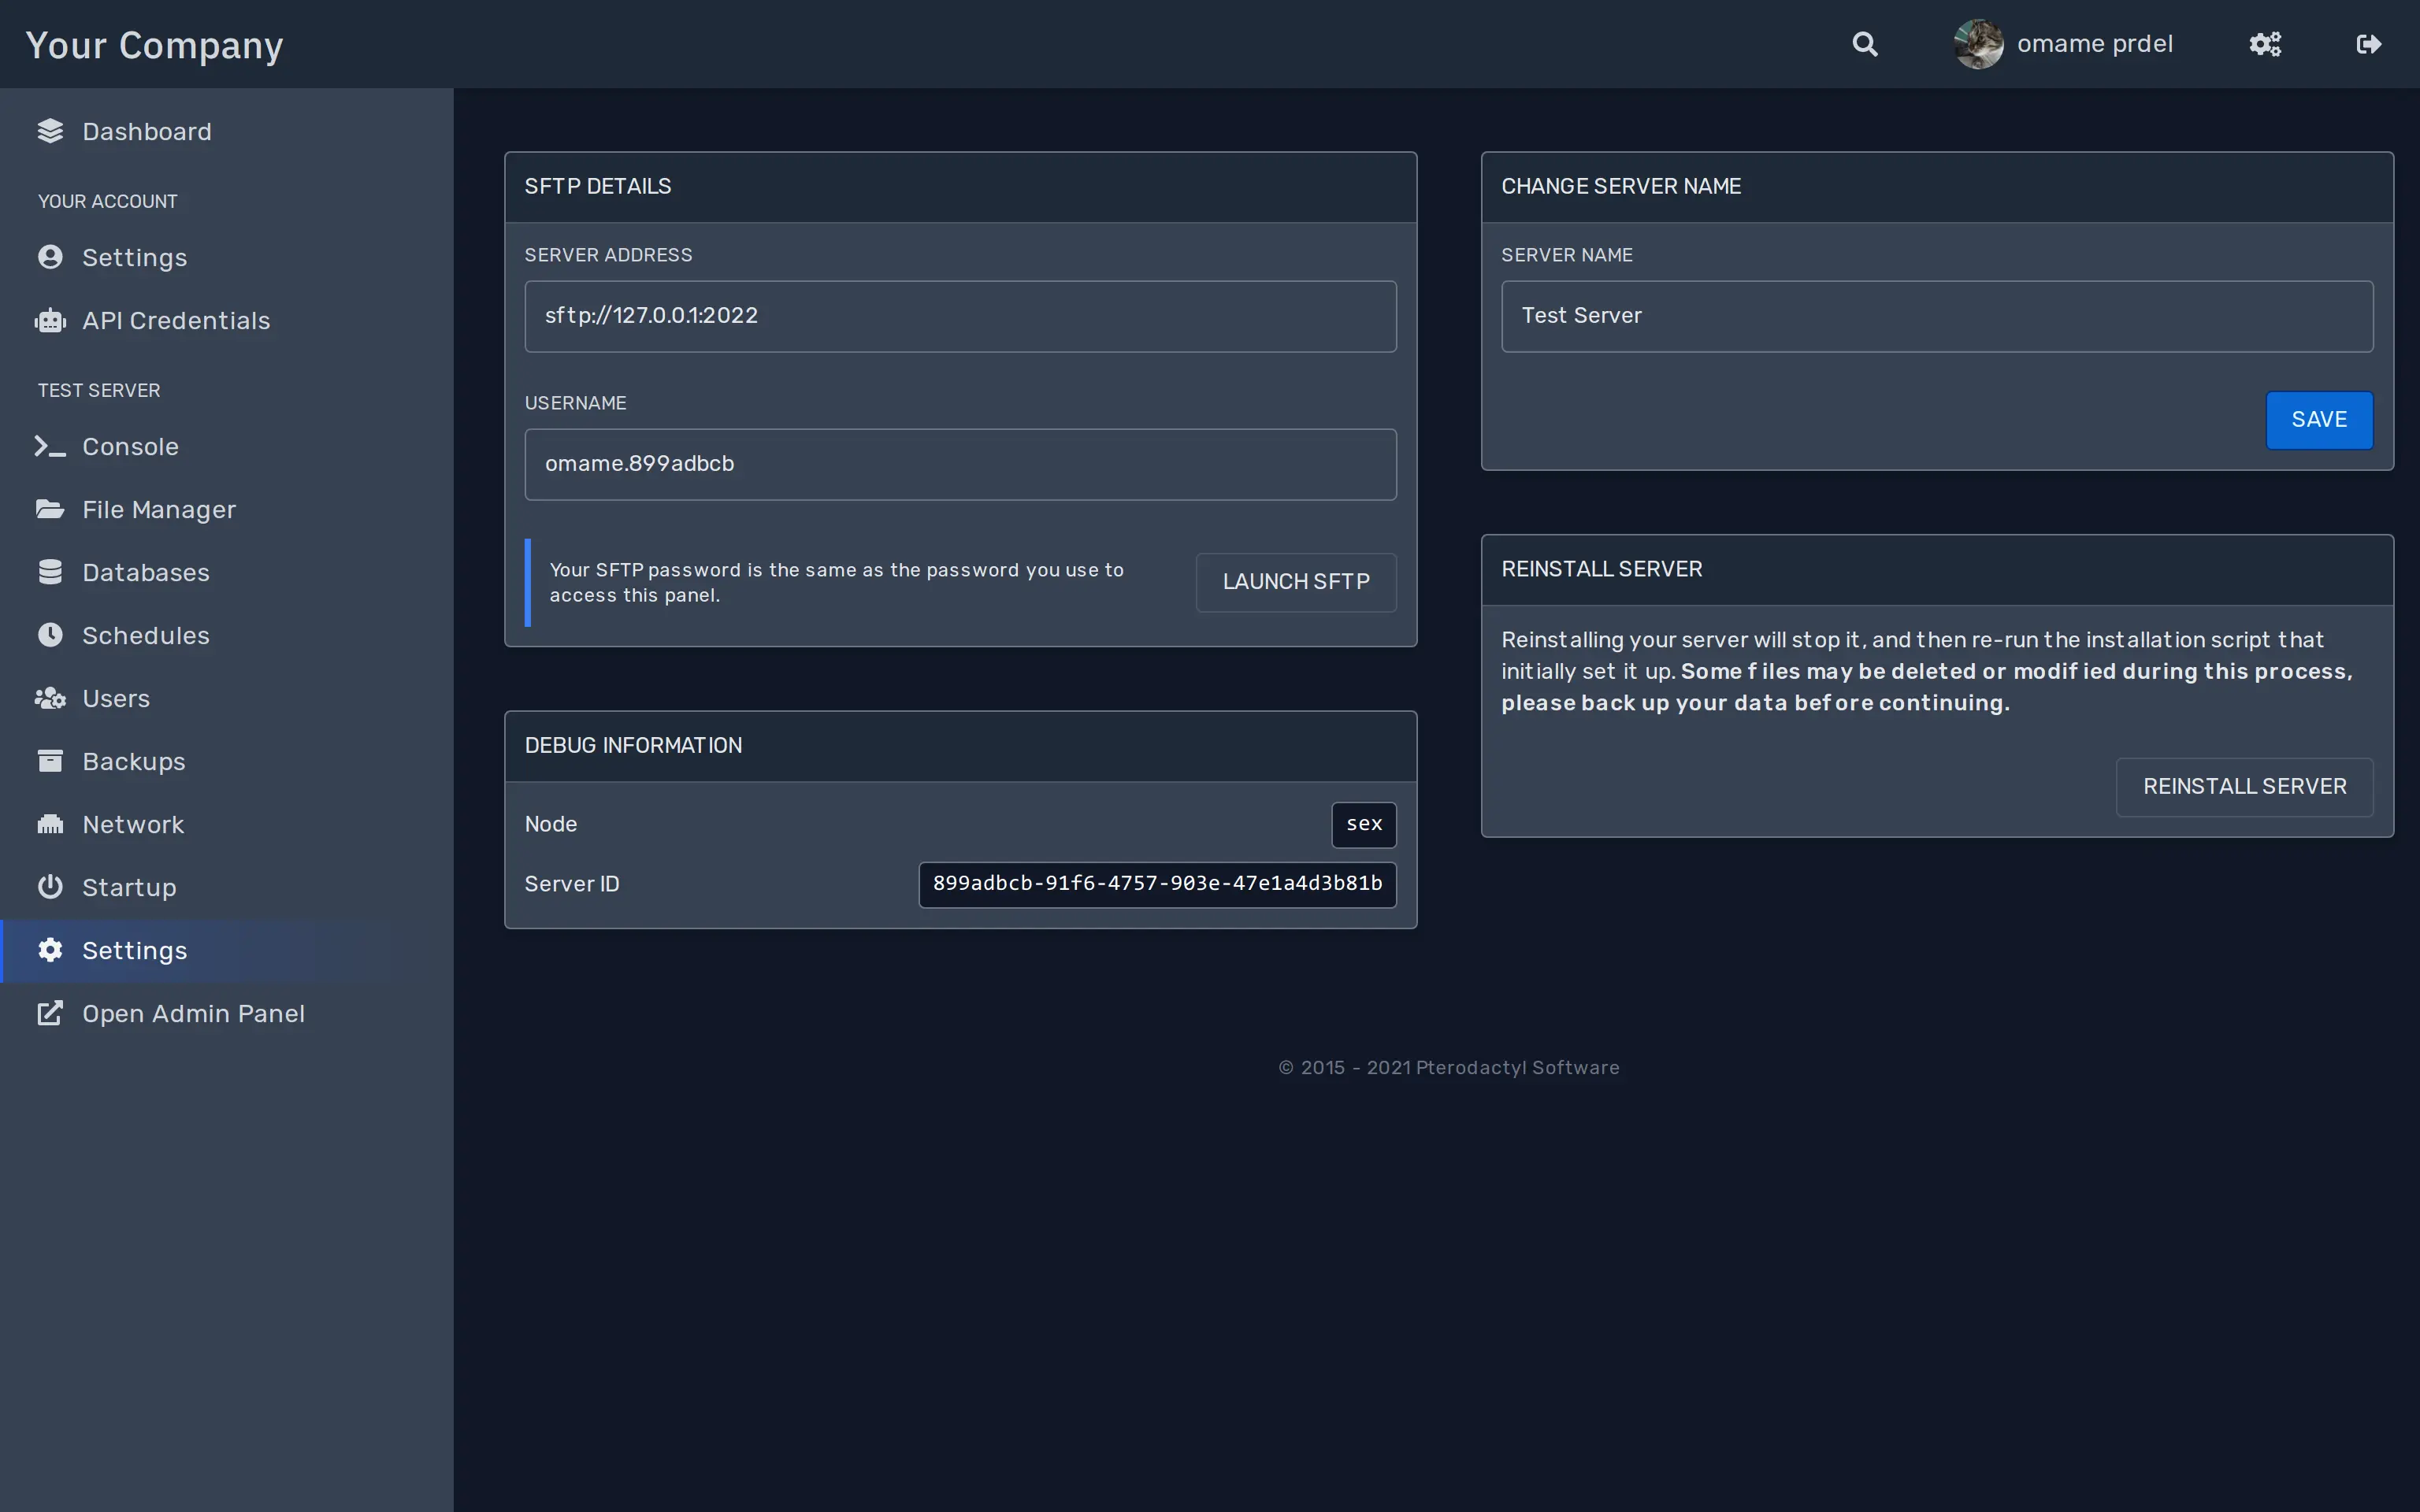 Your Company
omame prdel
Dashboard
YOUR ACCOUNT
Settings
API Credentials
TEST SERVER
Console
File Manager
Databases
Schedules
Users
Backups
Network
Startup
Settings
Open Admin Panel
SFTP DETAILS
SERVER ADDRESS
sftp://127.0.0.1:2022
USERNAME
omame.899adbcb
Your SFTP password is the same as the password you use to
access this panel.
LAUNCH SFTP
DEBUG INFORMATION
Node
sex
Server ID
899adbcb-91f6-4757-903e-47e1a4d3b81b
CHANGE SERVER NAME
SERVER NAME
Test Server
SAVE
REINSTALL SERVER
Reinstalling your server will stop it, and then re-run the installation script that
initially set it up. Some files may be deleted or modified during this process,
please back up your data before continuing.
REINSTALL SERVER
© 2015 - 2021 Pterodactyl Software